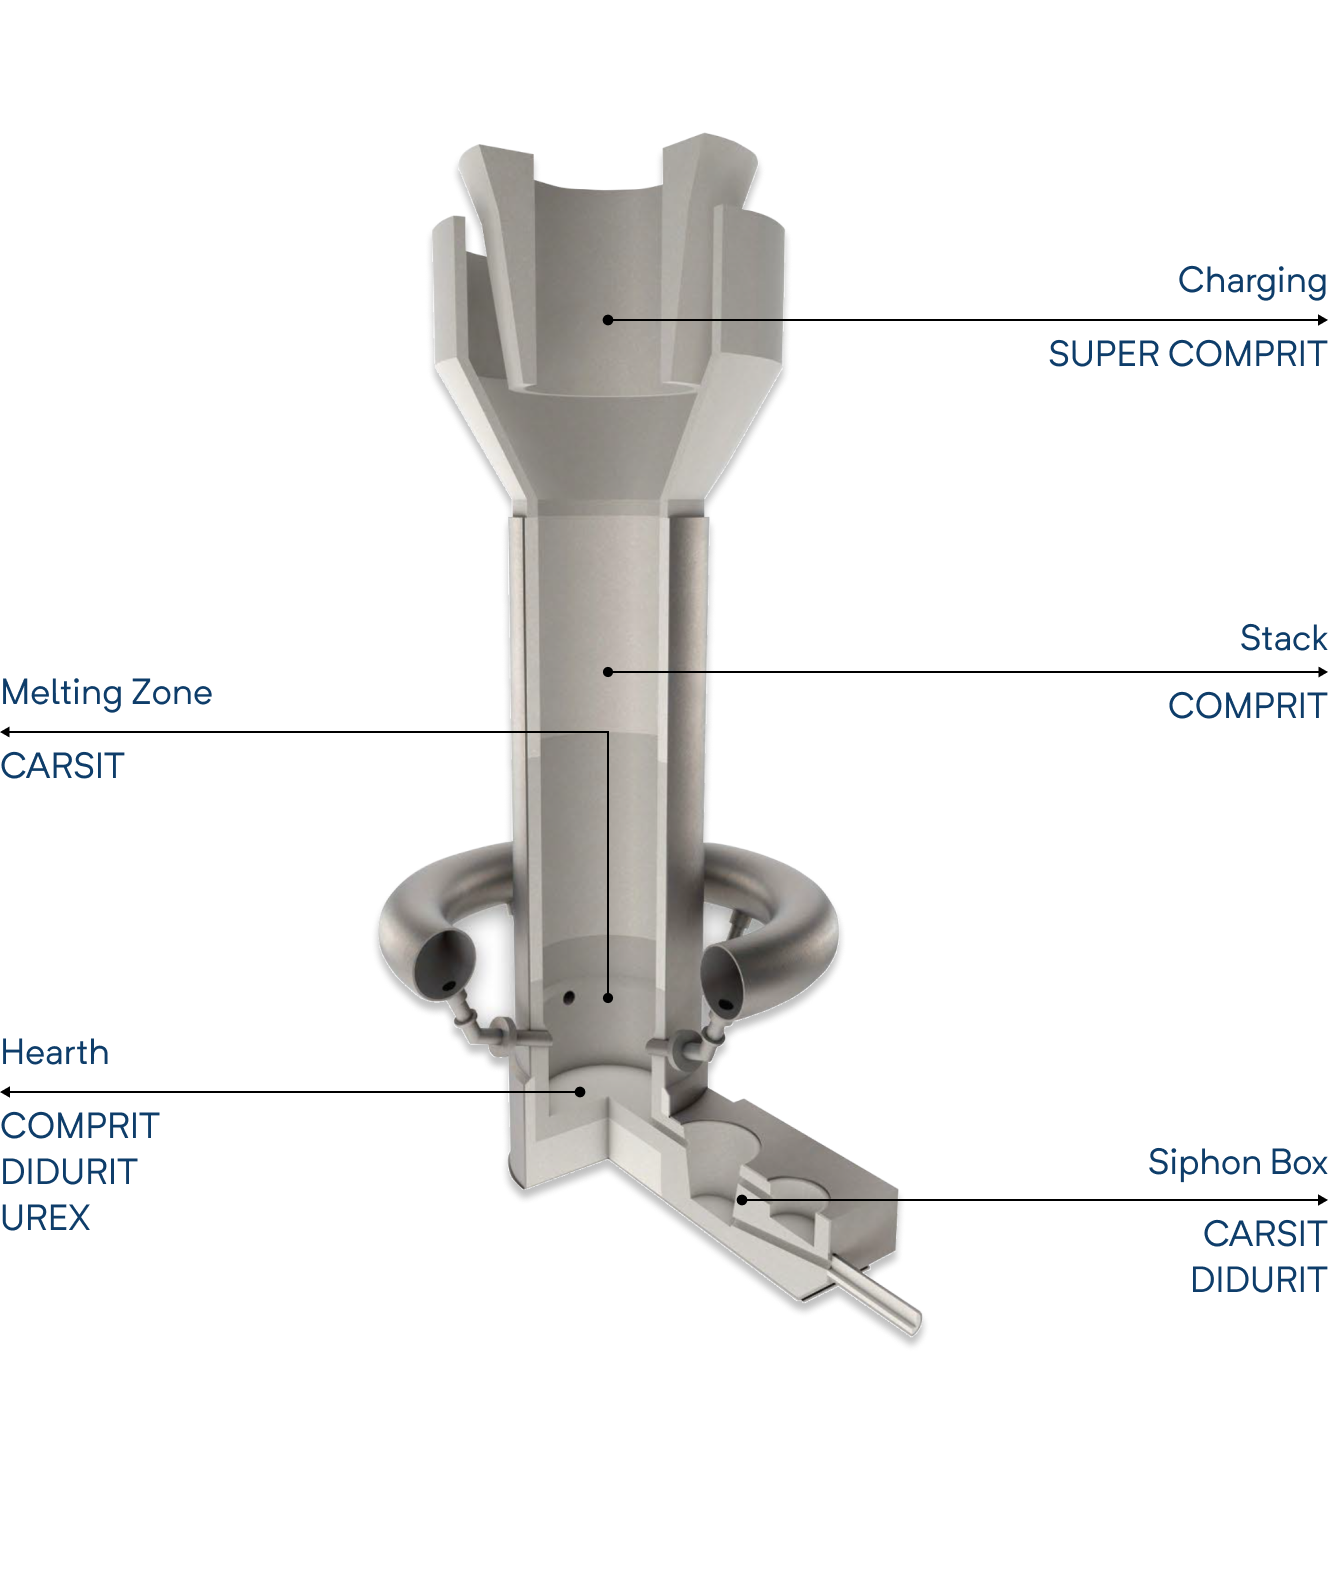 Charging
SUPER COMPRIT
Stack
COMPRIT
Melting Zone
CARSIT
Hearth
COMPRIT
DIDURIT
UREX
Siphon Box
CARSIT
DIDURIT